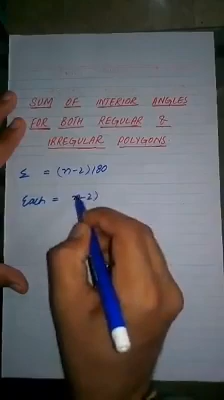 SUM OF INTERIOR ANGLES
FOR BOTH REGULAR &
IRREGULAR POLYGONS
Σ = (n-2)180
Each = n-2)